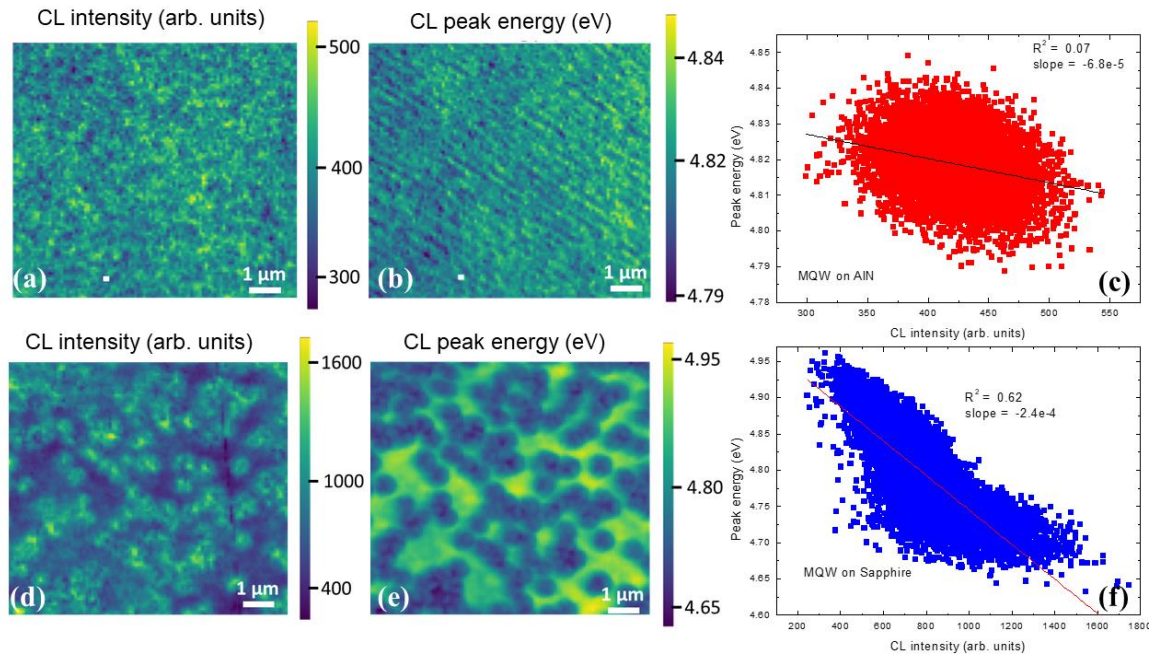 CL intensity (arb. units)
500
400
300
(a)
1 µm
CL peak energy (eV)
4.84
4.82
4.79
(b)
1 µm
4.85
4.84
4.83
4.82
4.81
4.80
4.79
4.78
Peak energy (eV)
R² = 0.07
slope = -6.8e-5
MQW on AlN
(c)
300 350 400 450 500 550
CL intensity (arb. units)
CL intensity (arb. units)
1600
1000
400
(d)
1 µm
CL peak energy (eV)
4.95
4.80
4.65
(e)
1 µm
4.95
4.90
4.85
4.80
4.75
4.70
4.65
4.60
Peak energy (eV)
R² = 0.62
slope = -2.4e-4
MQW on Sapphire
(f)
200 400 600 800 1000 1200 1400 1600 1800
CL intensity (arb. units)